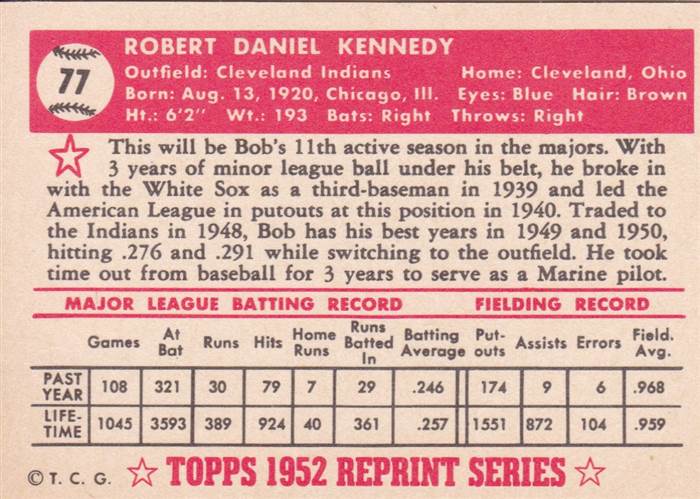 77
ROBERT DANIEL KENNEDY
Outfield: Cleveland Indians Home: Cleveland, Ohio
Born: Aug. 13, 1920, Chicago, Ill. Eyes: Blue Hair: Brown
Ht.: 6'2" Wt.: 193 Bats: Right Throws: Right
This will be Bob's 11th active season in the majors. With
3 years of minor league ball under his belt, he broke in
with the White Sox as a third-baseman in 1939 and led the
American League in putouts at this position in 1940. Traded to
the Indians in 1948, Bob has his best years in 1949 and 1950,
hitting .276 and .291 while switching to the outfield. He took
time out from baseball for 3 years to serve as a Marine pilot.
MAJOR LEAGUE BATTING RECORD FIELDING RECORD
Games At Bat Runs Hits Home Runs Runs Batted In Batting Average Put-outs Assists Errors Field. Avg.
PAST YEAR 108 321 30 79 7 29 .246 174 9 6 .968
LIFE-TIME 1045 3593 389 924 40 361 .257 1551 872 104 .959
© T. C. G. TOPPS 1952 REPRINT SERIES